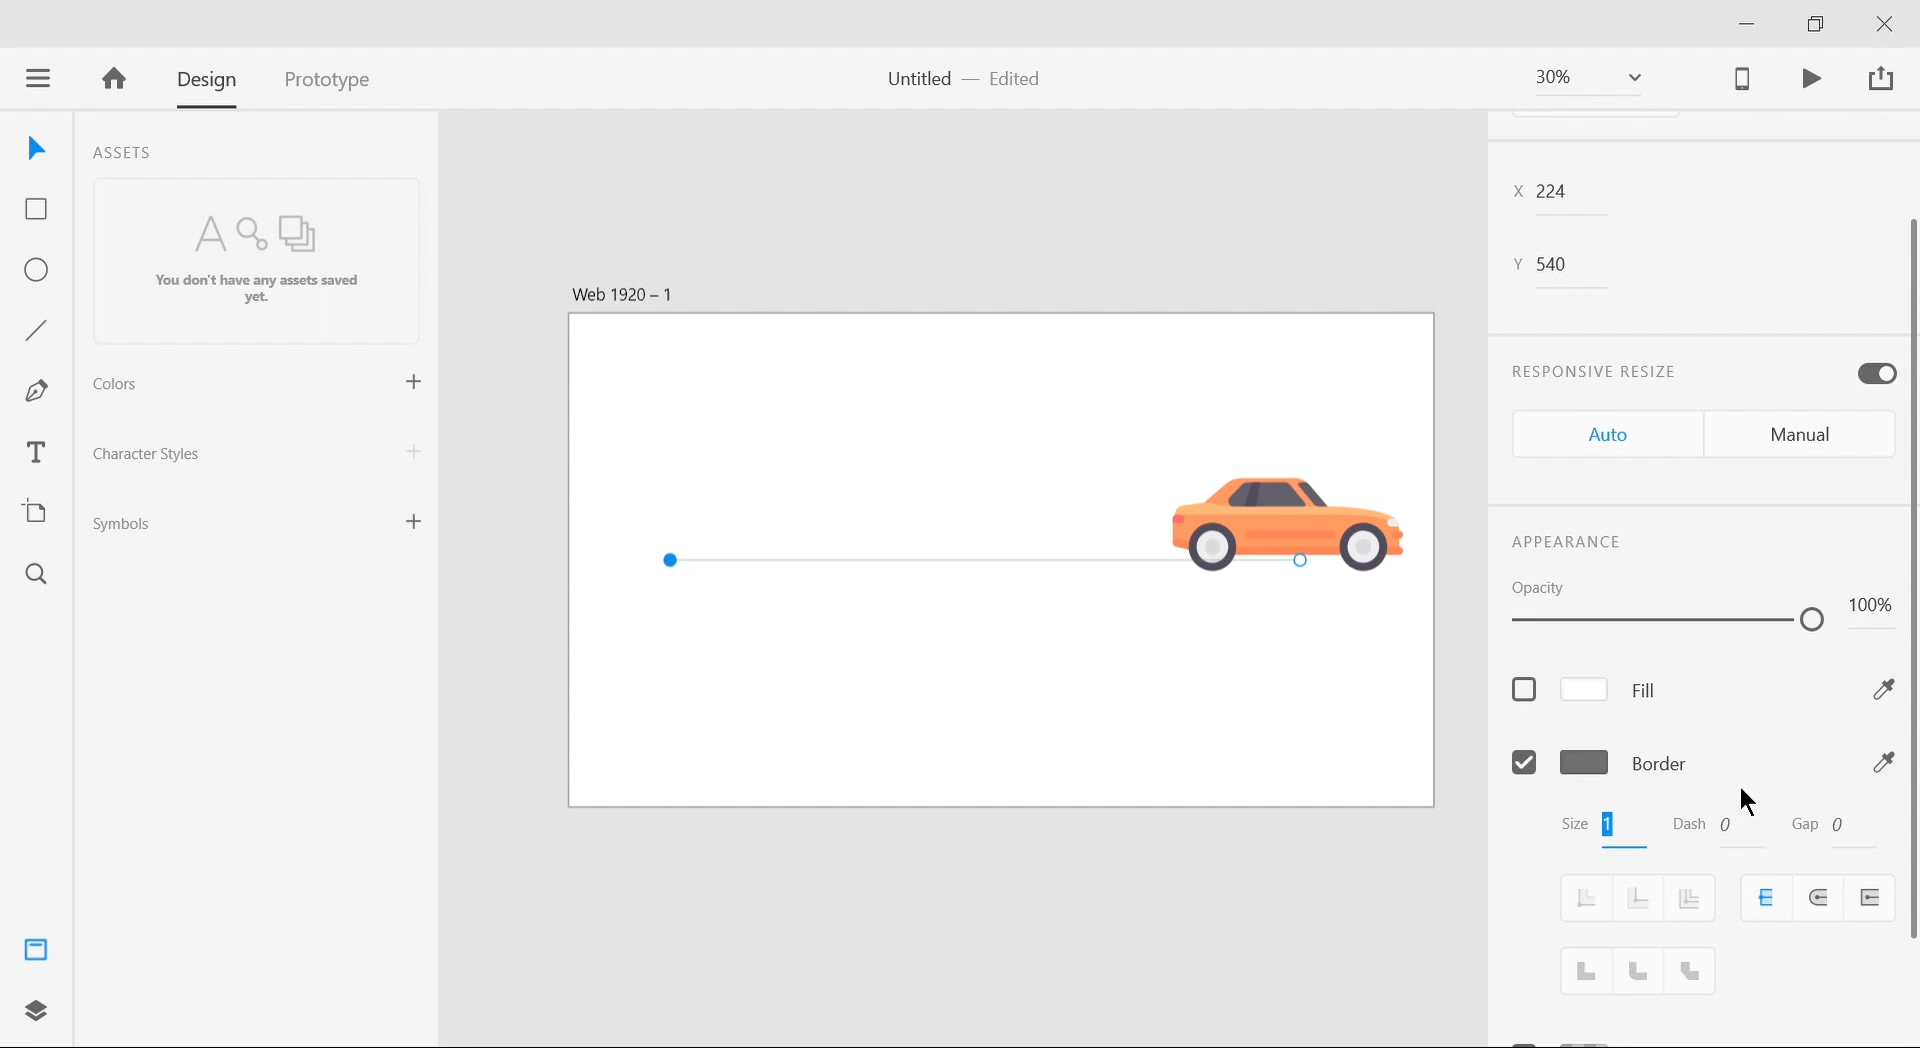 Design
Prototype
Untitled — Edited
30%
ASSETS
You don't have any assets saved
yet.
Colors
Character Styles
Symbols
Web 1920 – 1
X 224
Y 540
RESPONSIVE RESIZE
Auto
Manual
APPEARANCE
Opacity
100%
Fill
Border
Size 1 Dash 0 Gap 0